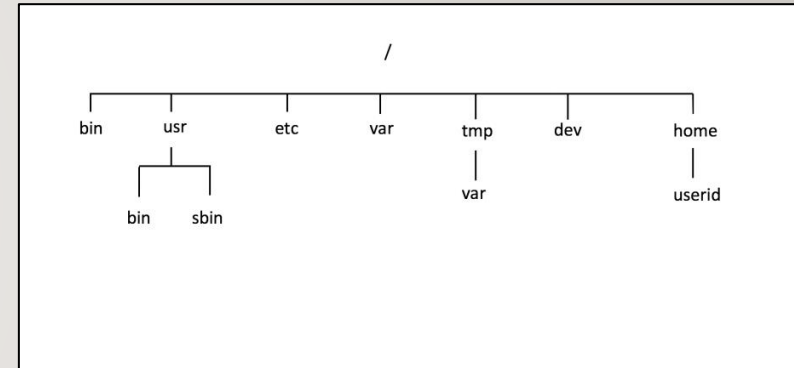 /
bin usr etc var tmp dev home
var userid
bin sbin